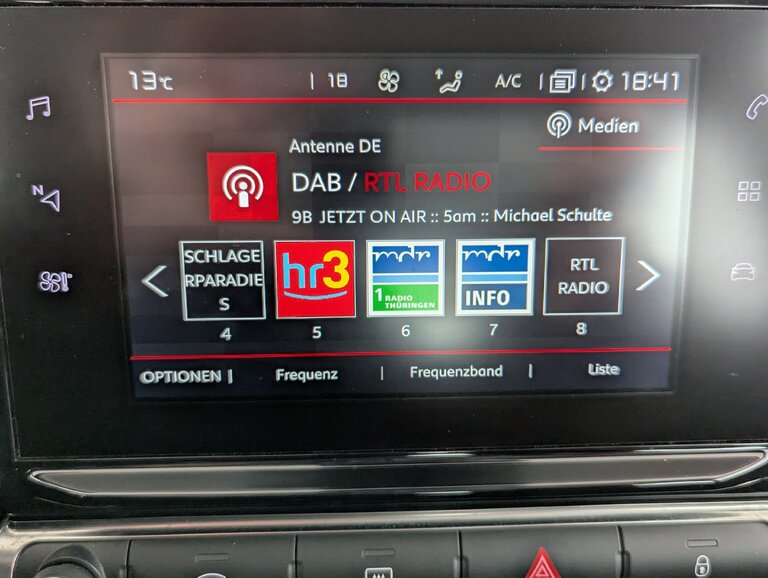 13°C | 18 A/C | | 18:41
Medien
Antenne DE
DAB / RTL RADIO
9B JETZT ON AIR :: 5am :: Michael Schulte
N
SCHLAGE
RPARADIE
S
hr3
mdr
1 RADIO
THÜRINGEN
mdr
INFO
RTL
RADIO
4 5 6 7 8
OPTIONEN | Frequenz | Frequenzband | Liste